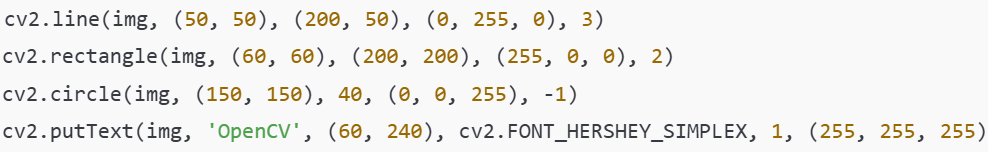 cv2.line(img, (50, 50), (200, 50), (0, 255, 0), 3)
cv2.rectangle(img, (60, 60), (200, 200), (255, 0, 0), 2)
cv2.circle(img, (150, 150), 40, (0, 0, 255), -1)
cv2.putText(img, 'OpenCV', (60, 240), cv2.FONT_HERSHEY_SIMPLEX, 1, (255, 255, 255)